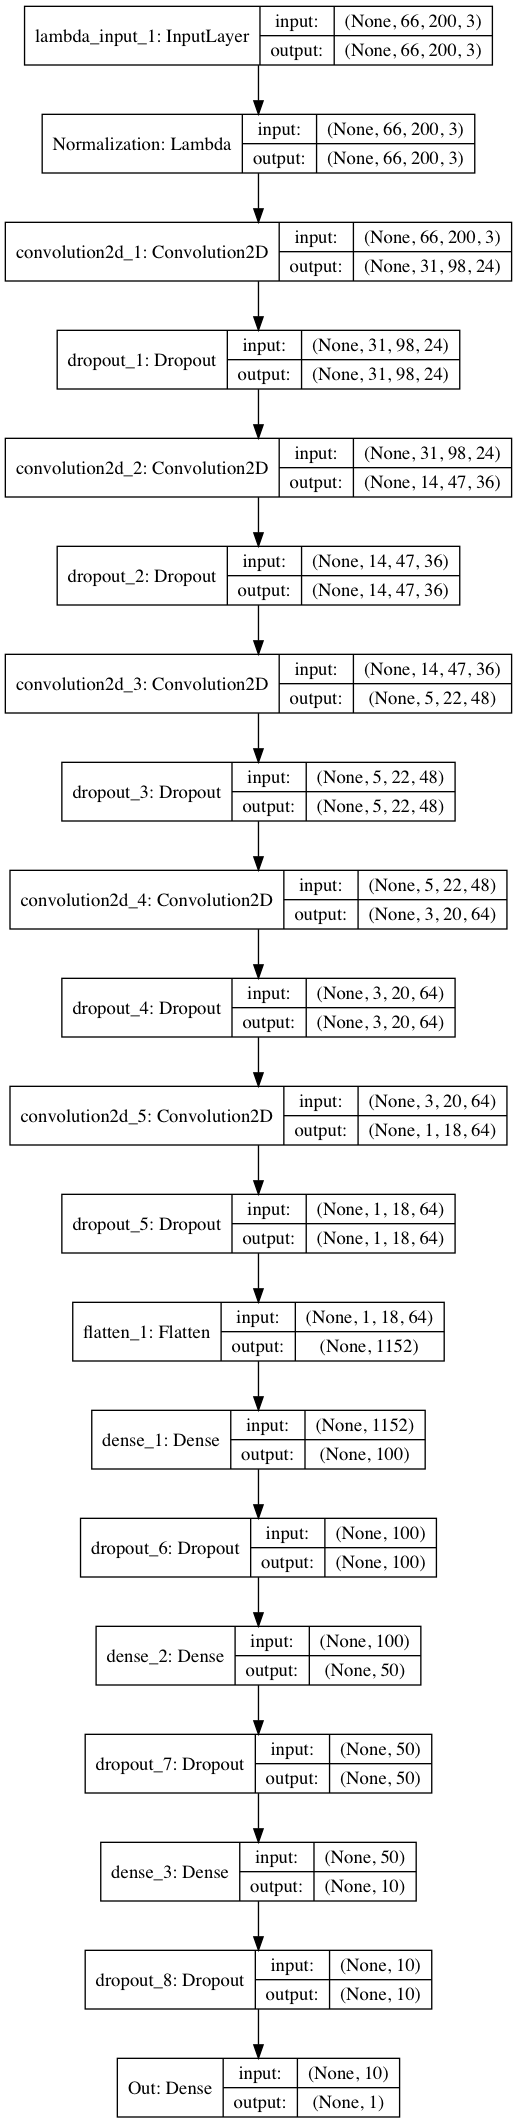 lambda_input_1: InputLayer
input: (None, 66, 200, 3)
output: (None, 66, 200, 3)
Normalization: Lambda
input: (None, 66, 200, 3)
output: (None, 66, 200, 3)
convolution2d_1: Convolution2D
input: (None, 66, 200, 3)
output: (None, 31, 98, 24)
dropout_1: Dropout
input: (None, 31, 98, 24)
output: (None, 31, 98, 24)
convolution2d_2: Convolution2D
input: (None, 31, 98, 24)
output: (None, 14, 47, 36)
dropout_2: Dropout
input: (None, 14, 47, 36)
output: (None, 14, 47, 36)
convolution2d_3: Convolution2D
input: (None, 14, 47, 36)
output: (None, 5, 22, 48)
dropout_3: Dropout
input: (None, 5, 22, 48)
output: (None, 5, 22, 48)
convolution2d_4: Convolution2D
input: (None, 5, 22, 48)
output: (None, 3, 20, 64)
dropout_4: Dropout
input: (None, 3, 20, 64)
output: (None, 3, 20, 64)
convolution2d_5: Convolution2D
input: (None, 3, 20, 64)
output: (None, 1, 18, 64)
dropout_5: Dropout
input: (None, 1, 18, 64)
output: (None, 1, 18, 64)
flatten_1: Flatten
input: (None, 1, 18, 64)
output: (None, 1152)
dense_1: Dense
input: (None, 1152)
output: (None, 100)
dropout_6: Dropout
input: (None, 100)
output: (None, 100)
dense_2: Dense
input: (None, 100)
output: (None, 50)
dropout_7: Dropout
input: (None, 50)
output: (None, 50)
dense_3: Dense
input: (None, 50)
output: (None, 10)
dropout_8: Dropout
input: (None, 10)
output: (None, 10)
Out: Dense
input: (None, 10)
output: (None, 1)